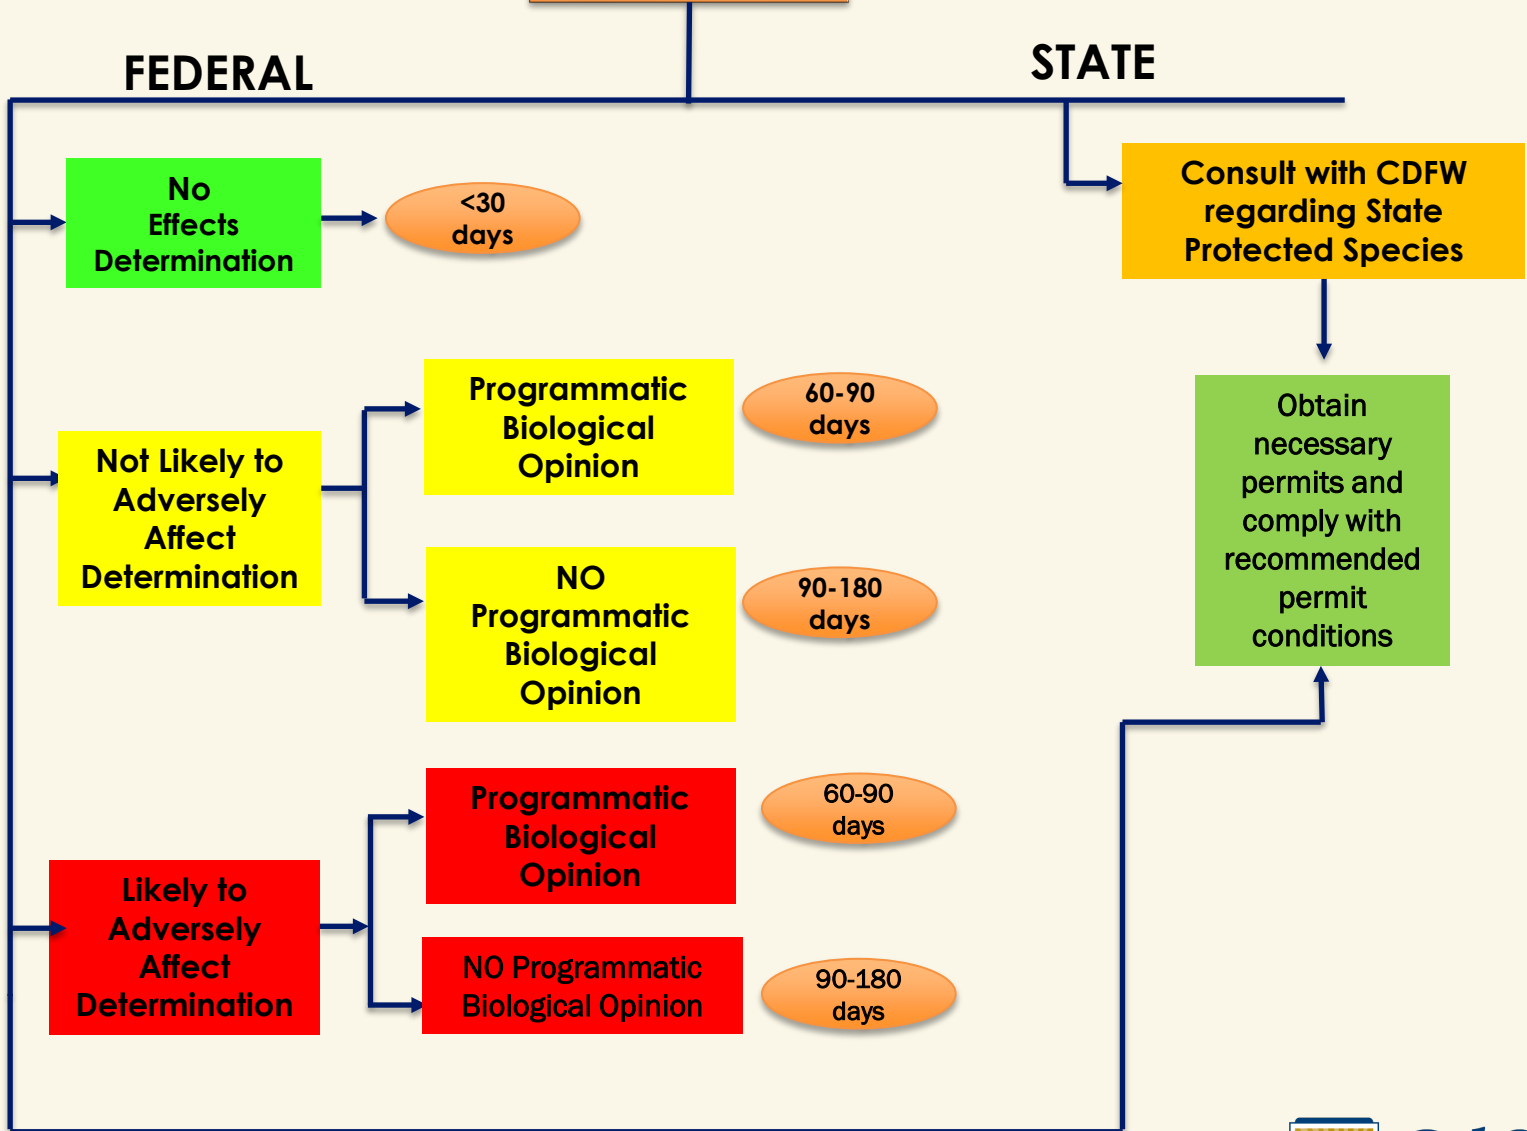 FEDERAL
STATE
No
Effects
Determination
<30
days
Consult with CDFW
regarding State
Protected Species
Not Likely to
Adversely
Affect
Determination
Programmatic
Biological
Opinion
60-90
days
NO
Programmatic
Biological
Opinion
90-180
days
Obtain
necessary
permits and
comply with
recommended
permit
conditions
Likely to
Adversely
Affect
Determination
Programmatic
Biological
Opinion
60-90
days
NO Programmatic
Biological Opinion
90-180
days